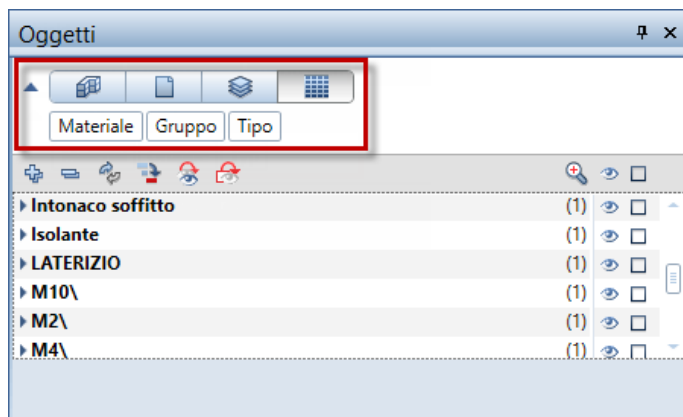 Oggetti
Materiale Gruppo Tipo
Intonaco soffitto (1)
Isolante (1)
LATERIZIO (1)
M10\ (1)
M2\ (1)
M4\ (1)